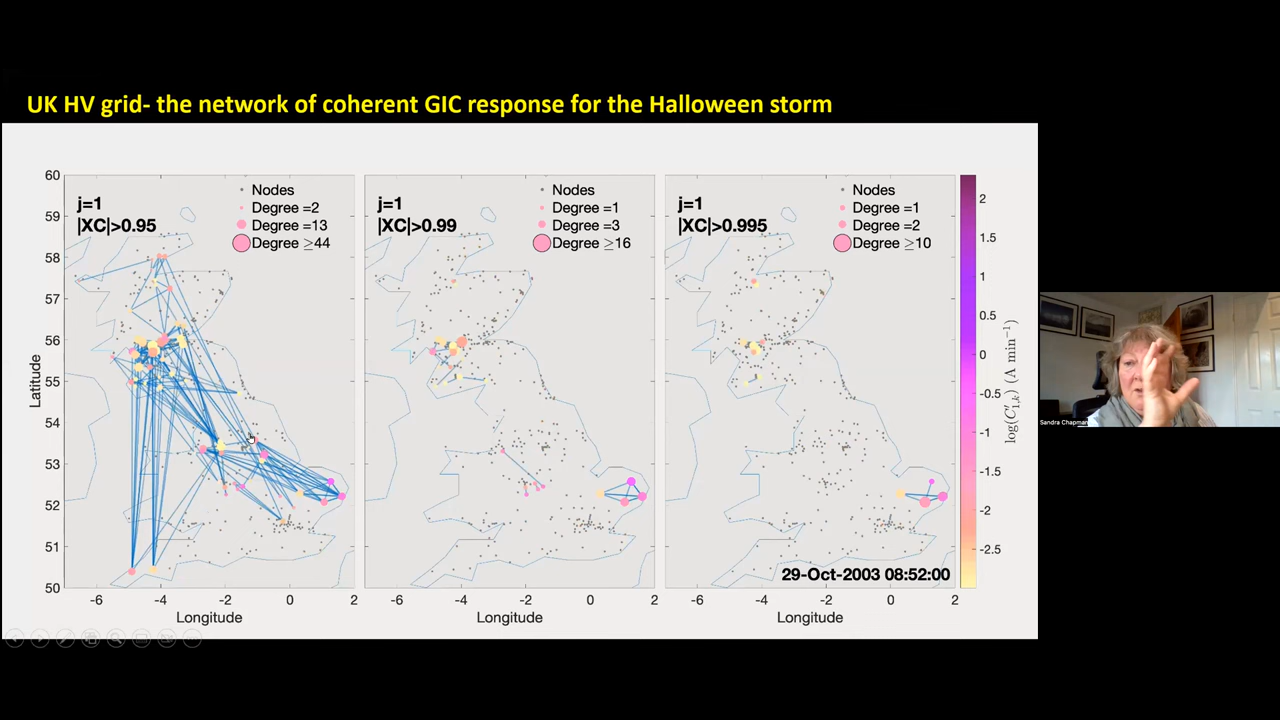 UK HV grid- the network of coherent GIC response for the Halloween storm
60
59
58
57
56
55
54
53
52
51
50
Latitude
j=1
|XC|>0.95
Nodes
Degree =2
Degree =13
Degree ≥44
-6
-4
-2
0
2
Longitude
j=1
|XC|>0.99
Nodes
Degree =1
Degree =3
Degree ≥16
-6
-4
-2
0
2
Longitude
j=1
|XC|>0.995
Nodes
Degree =1
Degree =2
Degree ≥10
29-Oct-2003 08:52:00
-6
-4
-2
0
2
Longitude
2
1.5
1
0.5
0
-0.5
-1
-1.5
-2
-2.5
log(C′1,k) (A min⁻¹)
Sandra Chapman